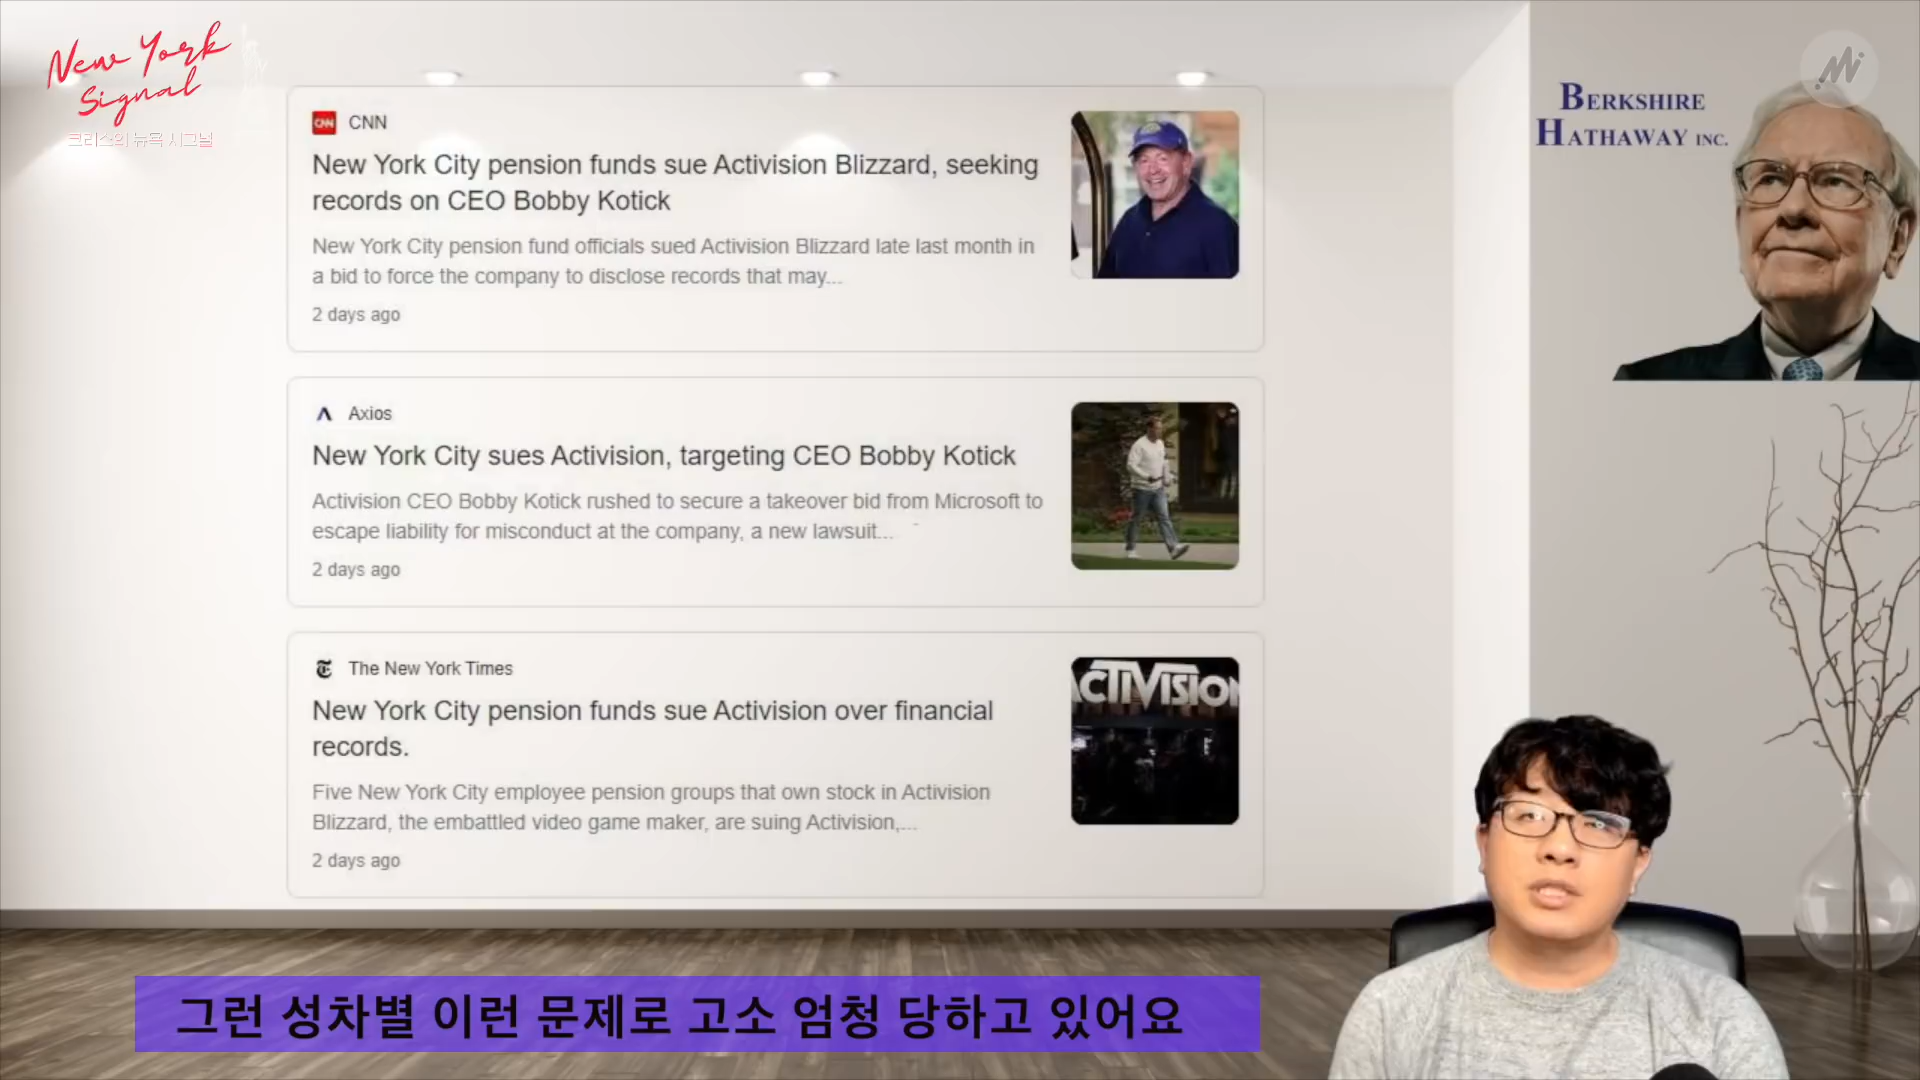 New York
Signal
크리스의 뉴욕 시그널
BERKSHIRE
HATHAWAY INC.
CNN
CNN
New York City pension funds sue Activision Blizzard, seeking
records on CEO Bobby Kotick
New York City pension fund officials sued Activision Blizzard late last month in
a bid to force the company to disclose records that may...
2 days ago
Axios
New York City sues Activision, targeting CEO Bobby Kotick
Activision CEO Bobby Kotick rushed to secure a takeover bid from Microsoft to
escape liability for misconduct at the company, a new lawsuit...
2 days ago
The New York Times
New York City pension funds sue Activision over financial
records.
Five New York City employee pension groups that own stock in Activision
Blizzard, the embattled video game maker, are suing Activision,...
2 days ago
ACTIVISION
그런 성차별 이런 문제로 고소 엄청 당하고 있어요